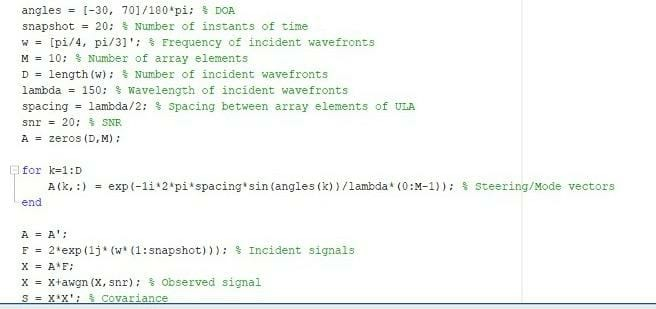 angles = [-30, 70]/180*pi; % DOA
snapshot = 20; % Number of instants of time
w = [pi/4, pi/3]'; % Frequency of incident wavefronts
M = 10; % Number of array elements
D = length(w); % Number of incident wavefronts
lambda = 150; % Wavelength of incident wavefronts
spacing = lambda/2; % Spacing between array elements of ULA
snr = 20; % SNR
A = zeros(D,M);
for k=1:D
A(k,:) = exp(-1i*2*pi*spacing*sin(angles(k))/lambda*(0:M-1)); % Steering/Mode vectors
end
A = A';
F = 2*exp(1j*(w*(1:snapshot))); % Incident signals
X = A*F;
X = X+awgn(X,snr); % Observed signal
S = X*X'; % Covariance